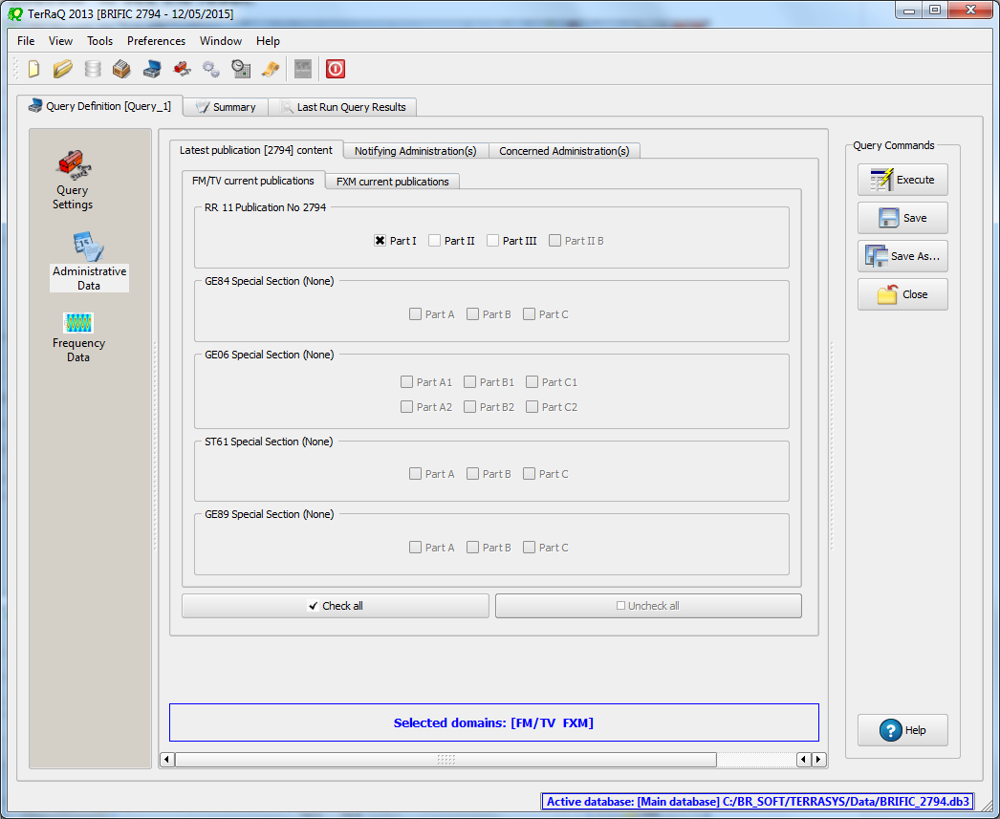 TerRaQ 2013 [BRIFIC 2794 - 12/05/2015]
File View Tools Preferences Window Help
Query Definition [Query_1] Summary Last Run Query Results
Query Settings
Administrative Data
Frequency Data
Latest publication [2794] content Notifying Administration(s) Concerned Administration(s)
FM/TV current publications FXM current publications
RR 11 Publication No 2794
Part I Part II Part III Part II B
GE84 Special Section (None)
Part A Part B Part C
GE06 Special Section (None)
Part A1 Part B1 Part C1
Part A2 Part B2 Part C2
ST61 Special Section (None)
Part A Part B Part C
GE89 Special Section (None)
Part A Part B Part C
Check all Uncheck all
Selected domains: [FM/TV FXM]
Query Commands
Execute
Save
Save As...
Close
Help
Active database: [Main database] C:/BR_SOFT/TERRASYS/Data/BRIFIC_2794.db3